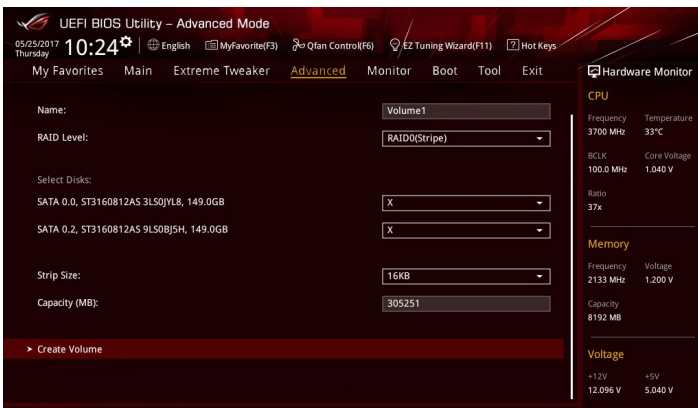 UEFI BIOS Utility – Advanced Mode
05/25/2017 Thursday 10:24 English MyFavorite(F3) Qfan Control(F6) EZ Tuning Wizard(F11) ? Hot Keys
My Favorites Main Extreme Tweaker Advanced Monitor Boot Tool Exit
Name: Volume1
RAID Level: RAID0(Stripe)
Select Disks:
SATA 0.0, ST3160812AS 3LS0JYL8, 149.0GB X
SATA 0.2, ST3160812AS 9LS0BJ5H, 149.0GB X
Strip Size: 16KB
Capacity (MB): 305251
> Create Volume
Hardware Monitor
CPU
Frequency Temperature
3700 MHz 33°C
BCLK Core Voltage
100.0 MHz 1.040 V
Ratio
37x
Memory
Frequency Voltage
2133 MHz 1.200 V
Capacity
8192 MB
Voltage
+12V +5V
12.096 V 5.040 V